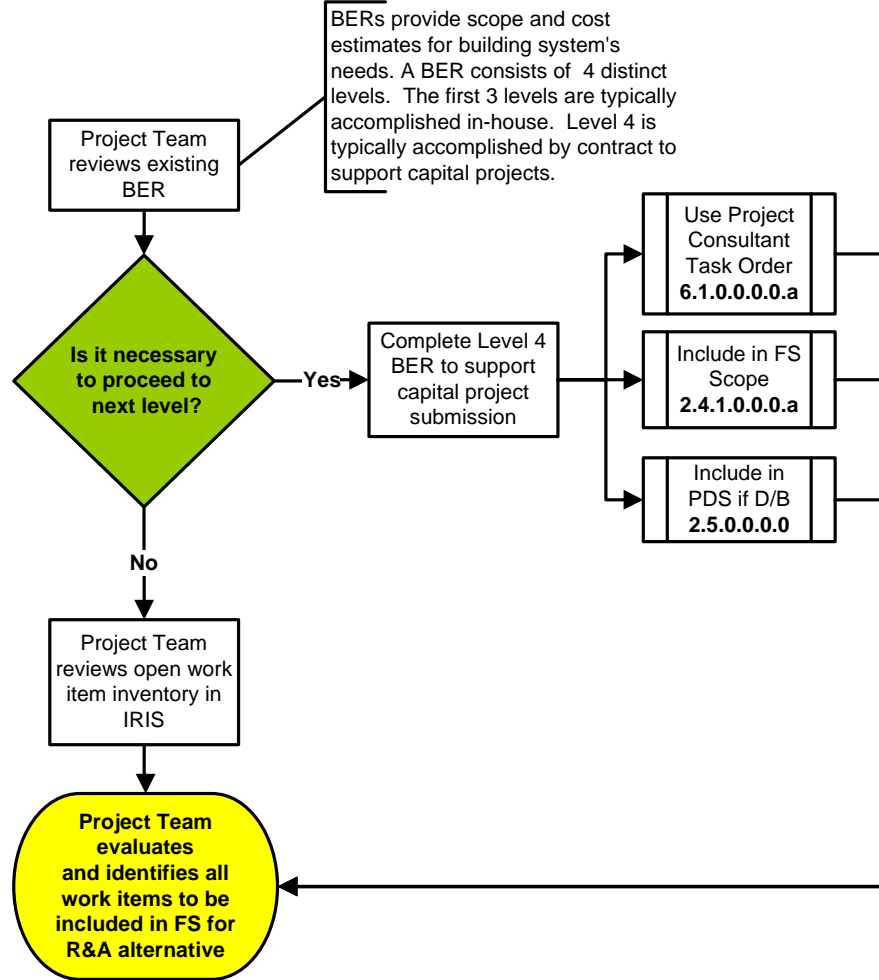 BERs provide scope and cost
estimates for building system's
needs. A BER consists of 4 distinct
levels. The first 3 levels are typically
accomplished in-house. Level 4 is
typically accomplished by contract to
support capital projects.
Project Team
reviews existing
BER
Is it necessary
to proceed to
next level?
Yes
Complete Level 4
BER to support
capital project
submission
Use Project
Consultant
Task Order
6.1.0.0.0.0.a
Include in FS
Scope
2.4.1.0.0.0.a
Include in
PDS if D/B
2.5.0.0.0.0
No
Project Team
reviews open work
item inventory in
IRIS
Project Team
evaluates
and identifies all
work items to be
included in FS for
R&A alternative